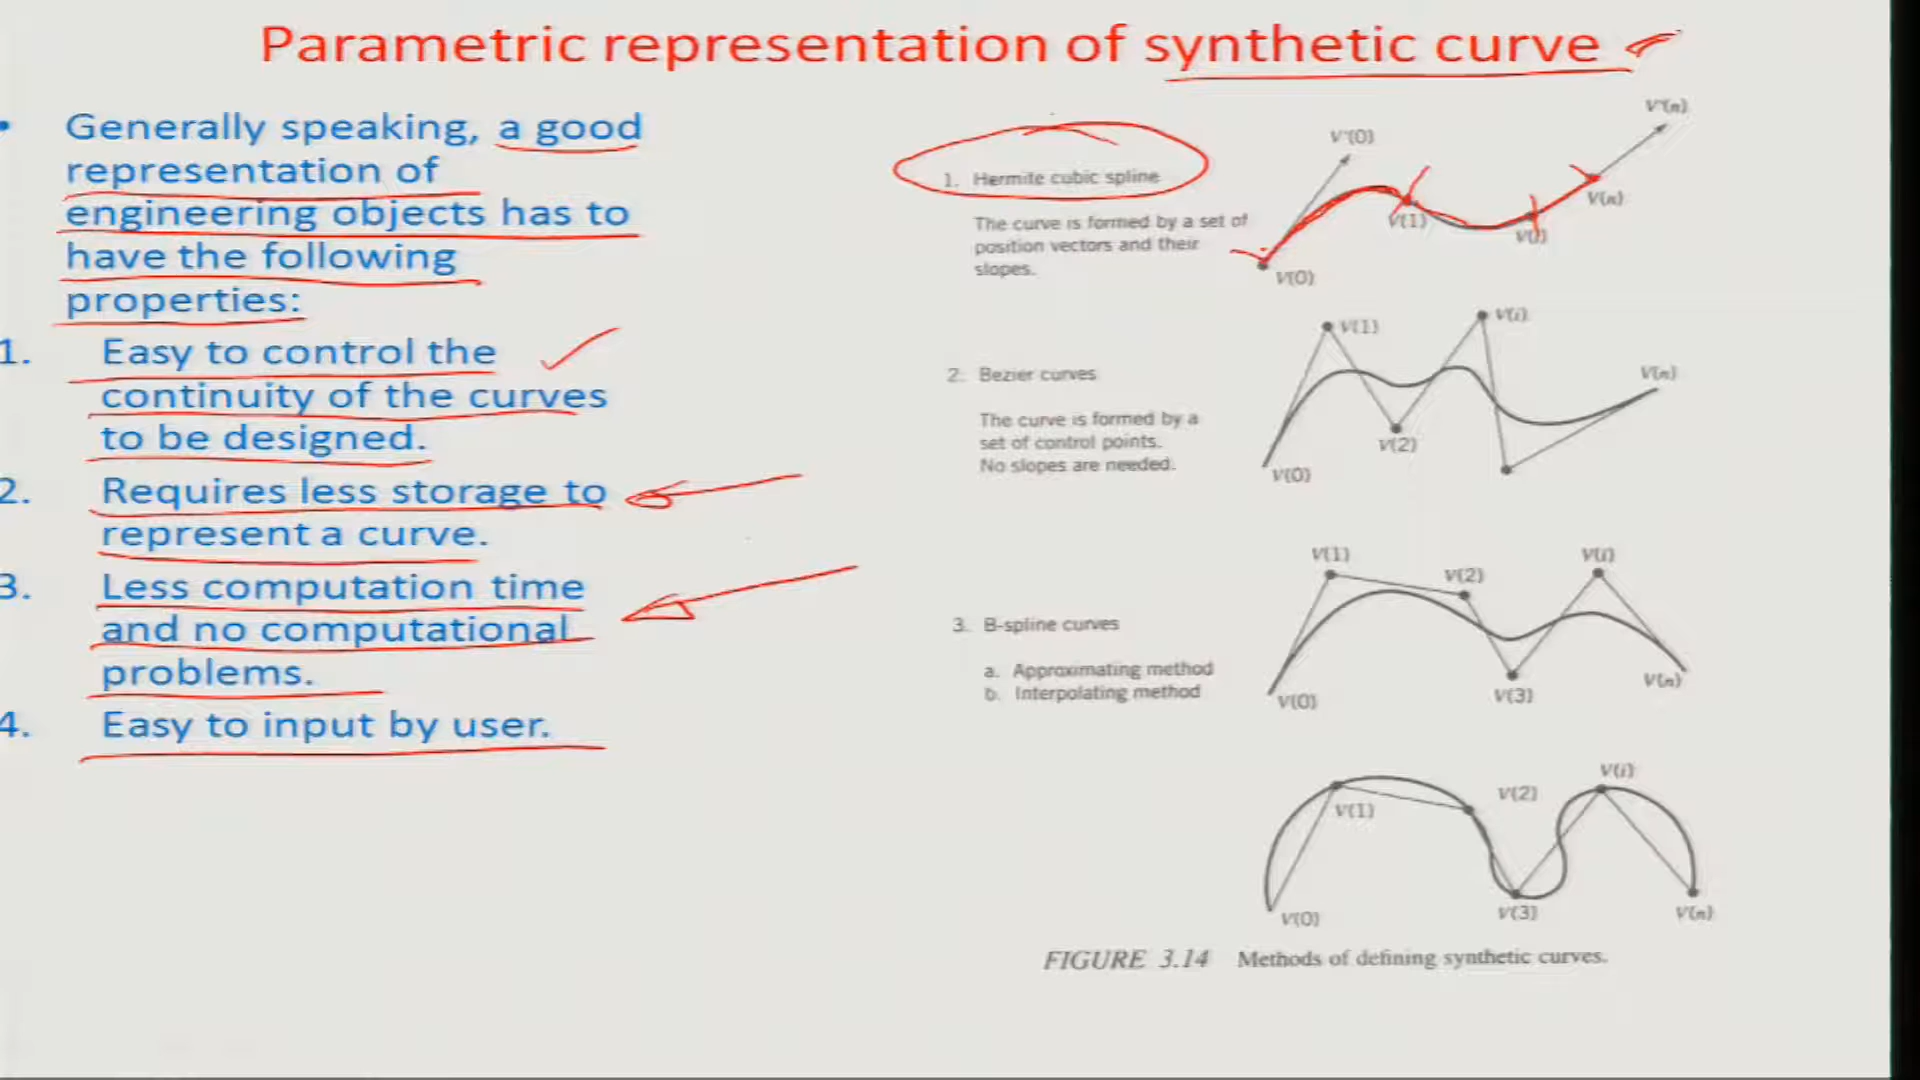 Parametric representation of synthetic curve
• Generally speaking, a good
representation of
engineering objects has to
have the following
properties:
1. Easy to control the
continuity of the curves
to be designed.
2. Requires less storage to
represent a curve.
3. Less computation time
and no computational
problems.
4. Easy to input by user.
1. Hermite cubic spline
The curve is formed by a set of
position vectors and their
slopes.
V'(0)
V'(n)
V(0)
V(1)
V(i)
V(n)
2. Bezier curves
The curve is formed by a
set of control points.
No slopes are needed.
V(0)
V(1)
V(2)
V(i)
V(n)
3. B-spline curves
a. Approximating method
b. Interpolating method
V(0)
V(1)
V(2)
V(3)
V(i)
V(n)
V(0)
V(1)
V(2)
V(3)
V(i)
V(n)
FIGURE 3.14 Methods of defining synthetic curves.